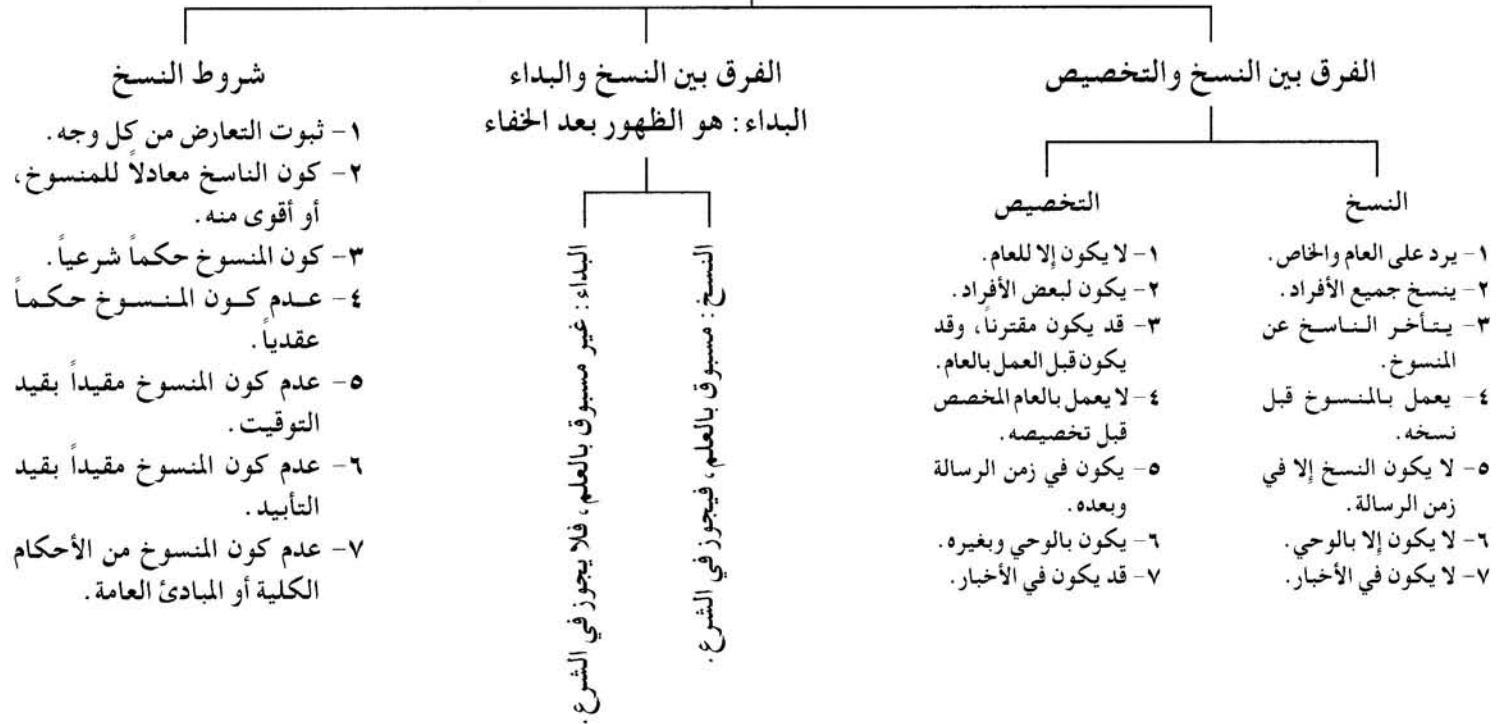 الفرق بين النسخ والتخصيص
النسخ
١- يرد على العام والخاص.
٢- ينسخ جميع الأفراد.
٣- يتأخر الناسخ عن
المنسوخ.
٤- يعمل بالمنسوخ قبل
نسخه.
٥- لا يكون النسخ إلا في
زمن الرسالة.
٦- لا يكون إلا بالوحي.
٧- لا يكون في الأخبار.
التخصيص
١- لا يكون إلا للعام.
٢- يكون لبعض الأفراد.
٣- قد يكون مقترناً، وقد
يكون قبل العمل بالعام.
٤- لا يعمل بالعام المخصص
قبل تخصيصه.
٥- يكون في زمن الرسالة
وبعده.
٦- يكون بالوحي وبغيره.
٧- قد يكون في الأخبار.
الفرق بين النسخ والبداء
البداء: هو الظهور بعد الخفاء
النسخ: مسبوق بالعلم، فيجوز في الشرع.
البداء: غير مسبوق بالعلم، فلا يجوز في الشرع.
شروط النسخ
١- ثبوت التعارض من كل وجه.
٢- كون الناسخ معادلاً للمنسوخ،
أو أقوى منه.
٣- كون المنسوخ حكماً شرعياً.
٤- عدم كون المنسوخ حكماً
عقدياً.
٥- عدم كون المنسوخ مقيداً بقيد
التوقيت.
٦- عدم كون المنسوخ مقيداً بقيد
التأبيد.
٧- عدم كون المنسوخ من الأحكام
الكلية أو المبادئ العامة.